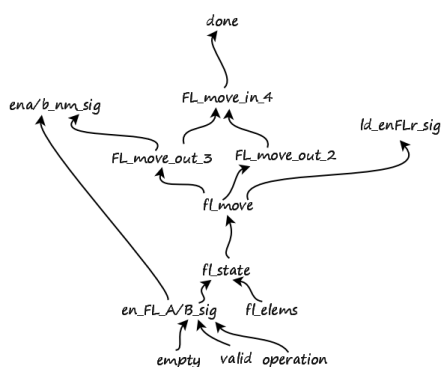 done
FL_move_in_4
ena/b_nm_sig
ld_enFLr_sig
FL_move_out_3
FL_move_out_2
fl_move
fl_state
en_FL_A/B_sig
fl_elems
empty
valid
operation